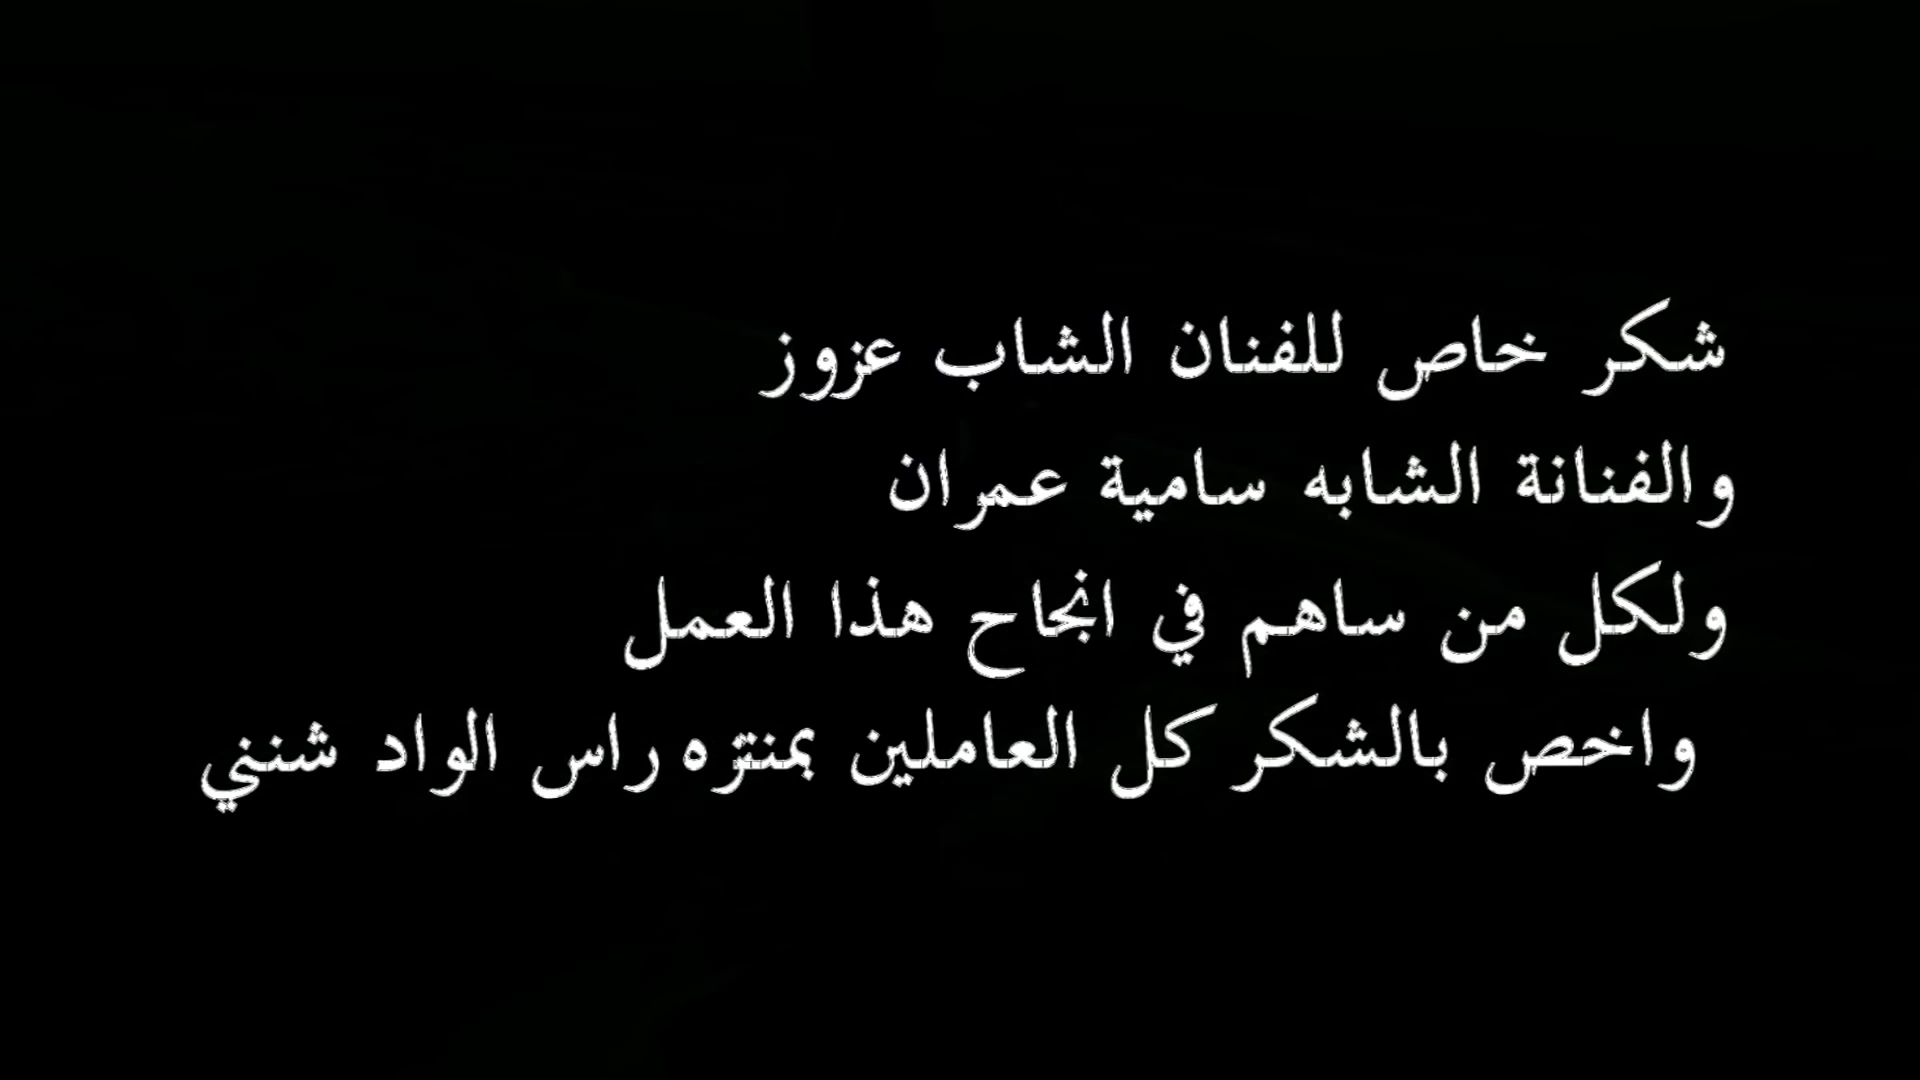 شكر خاص للفنان الشاب عزوز
والفنانة الشابه سامية عمران
ولكل من ساهم في انجاح هذا العمل
واخص بالشكر كل العاملين بمنتزه راس الواد شنني